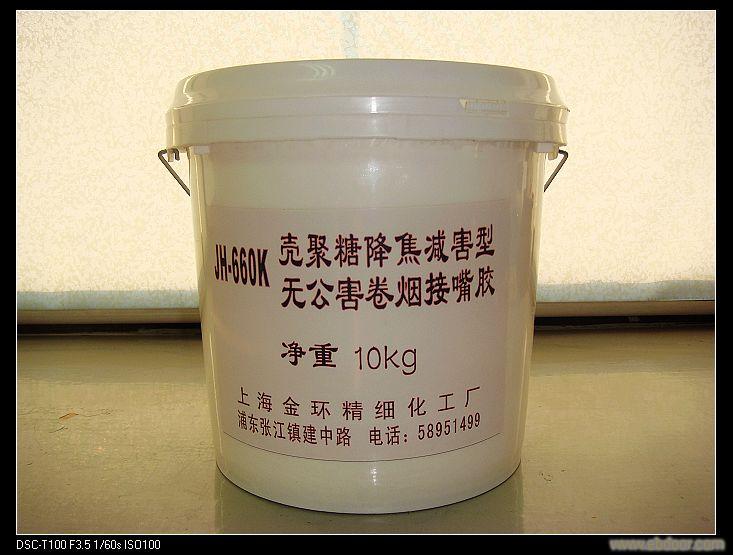 JH-660K
壳聚糖降焦减害型
无公害卷烟接嘴胶
净重 10kg
上海金环精细化工厂
浦东张江镇建中路 电话：58951499
DSC-T100 F3.5 1/60s ISO100